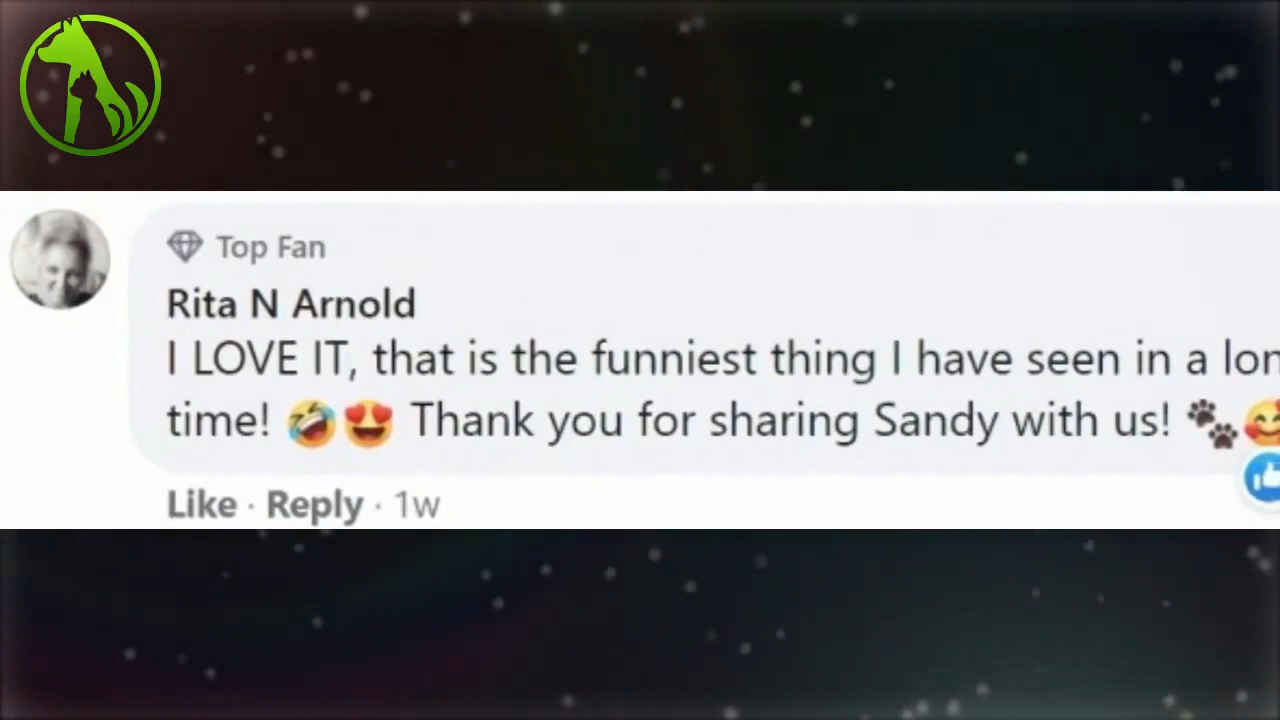 Top Fan
Rita N Arnold
I LOVE IT, that is the funniest thing I have seen in a lon
time! 🤣😍 Thank you for sharing Sandy with us! 🐾🥰
Like · Reply · 1w